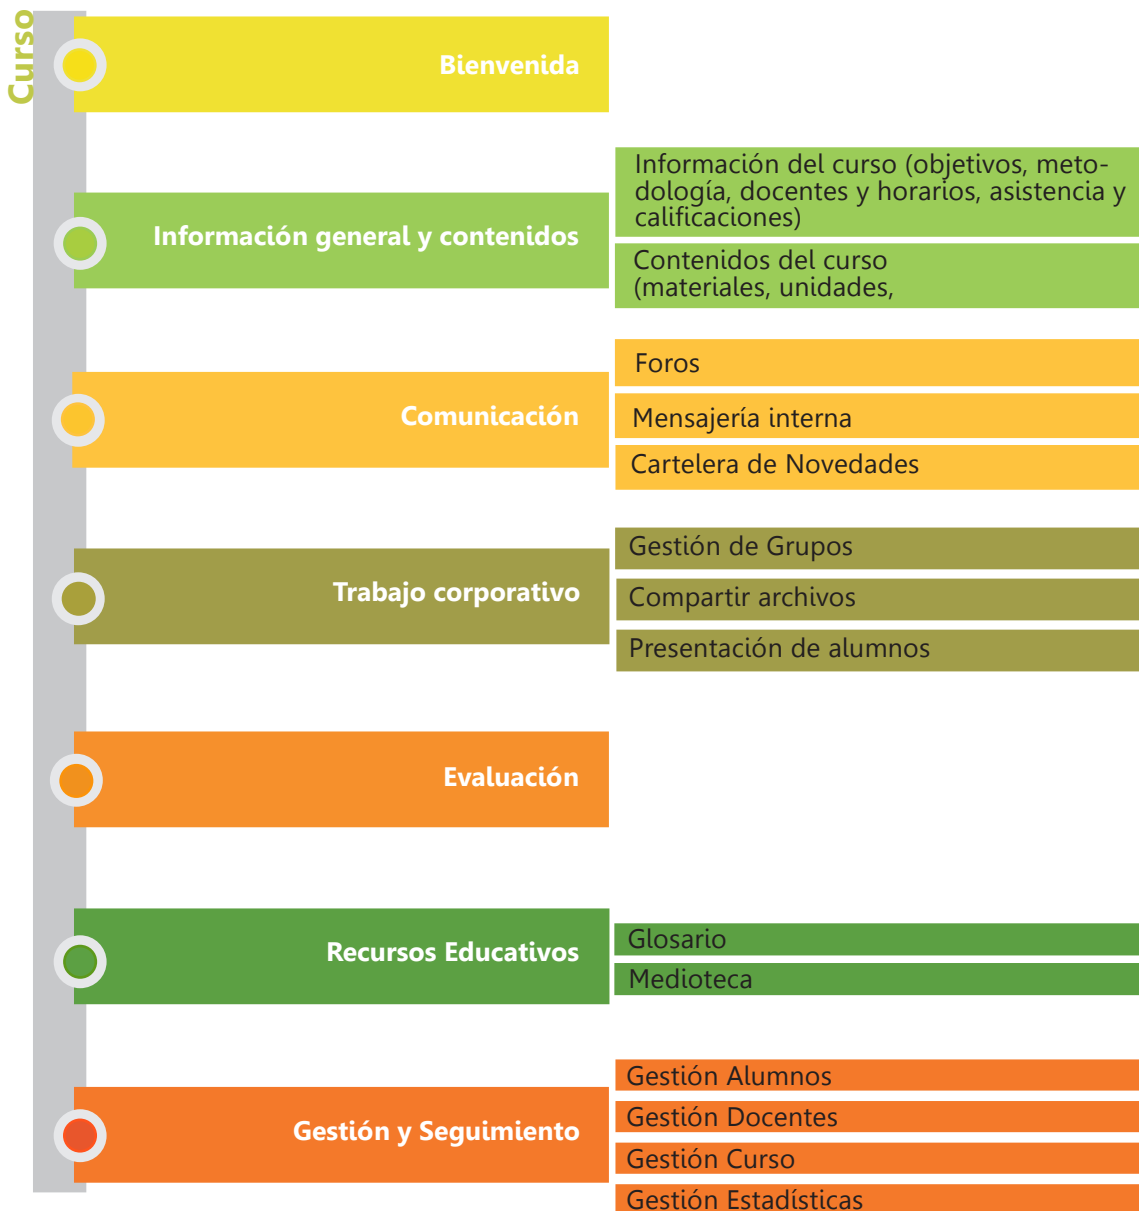 Curso
Bienvenida
Información general y contenidos
Información del curso (objetivos, meto-
dología, docentes y horarios, asistencia y
calificaciones)
Contenidos del curso
(materiales, unidades,
Comunicación
Foros
Mensajería interna
Cartelera de Novedades
Trabajo corporativo
Gestión de Grupos
Compartir archivos
Presentación de alumnos
Evaluación
Recursos Educativos
Glosario
Medioteca
Gestión y Seguimiento
Gestión Alumnos
Gestión Docentes
Gestión Curso
Gestión Estadísticas